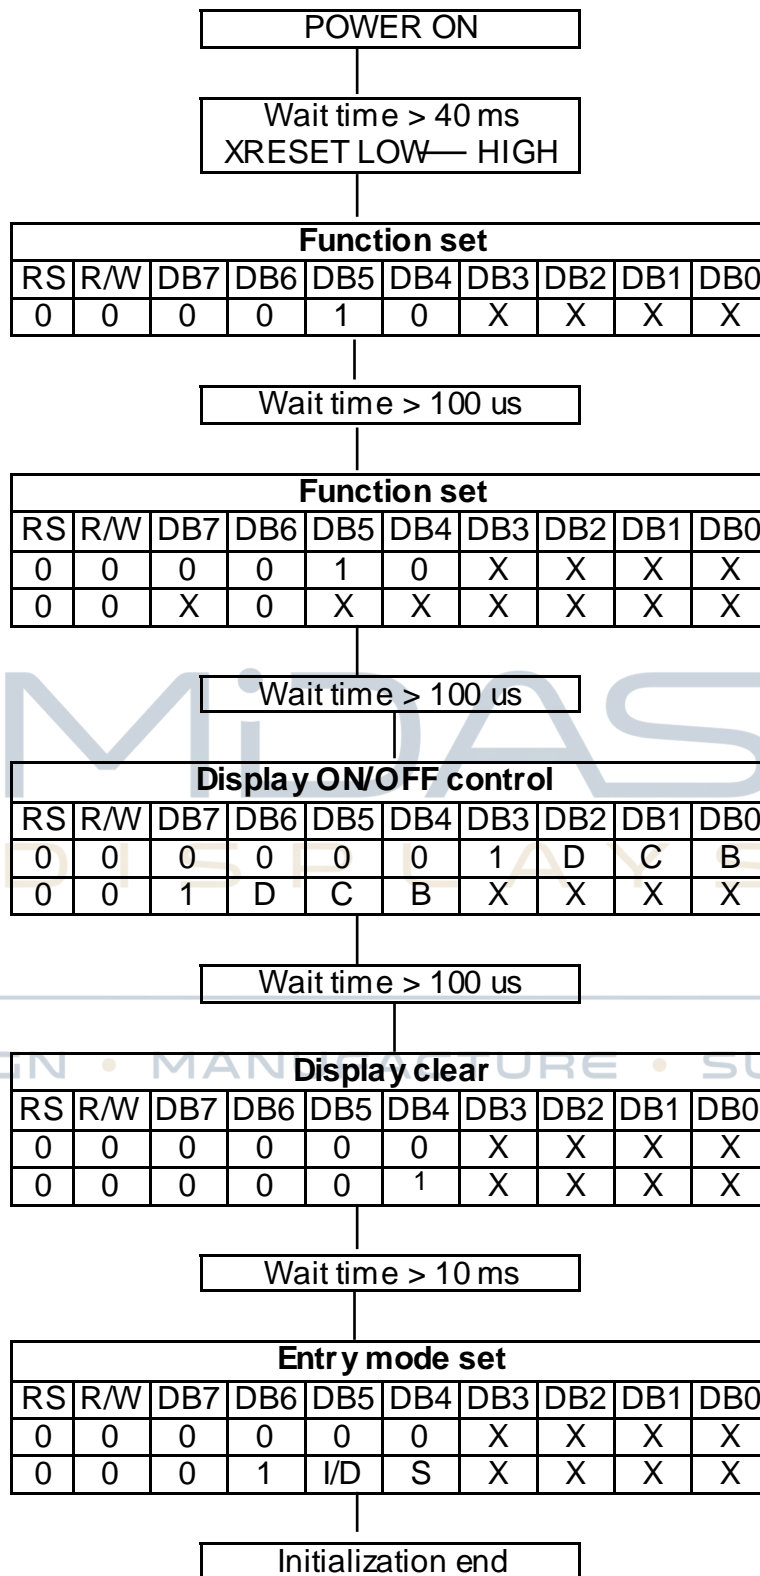 POWER ON
Wait time > 40 ms
XRESET LOW — HIGH
Function set
RS R/W DB7 DB6 DB5 DB4 DB3 DB2 DB1 DB0
0 0 0 0 1 0 X X X X
Wait time > 100 us
Function set
RS R/W DB7 DB6 DB5 DB4 DB3 DB2 DB1 DB0
0 0 0 0 1 0 X X X X
0 0 X 0 X X X X X X
MiDAS
Wait time > 100 us
Display ON/OFF control
RS R/W DB7 DB6 DB5 DB4 DB3 DB2 DB1 DB0
0 0 0 0 0 0 1 D C B
DISPLAYS
0 0 1 D C B X X X X
Wait time > 100 us
GN • MANUFACTURE • SU
Display clear
RS R/W DB7 DB6 DB5 DB4 DB3 DB2 DB1 DB0
0 0 0 0 0 0 X X X X
0 0 0 0 0 1 X X X X
Wait time > 10 ms
Entry mode set
RS R/W DB7 DB6 DB5 DB4 DB3 DB2 DB1 DB0
0 0 0 0 0 0 X X X X
0 0 0 1 I/D S X X X X
Initialization end